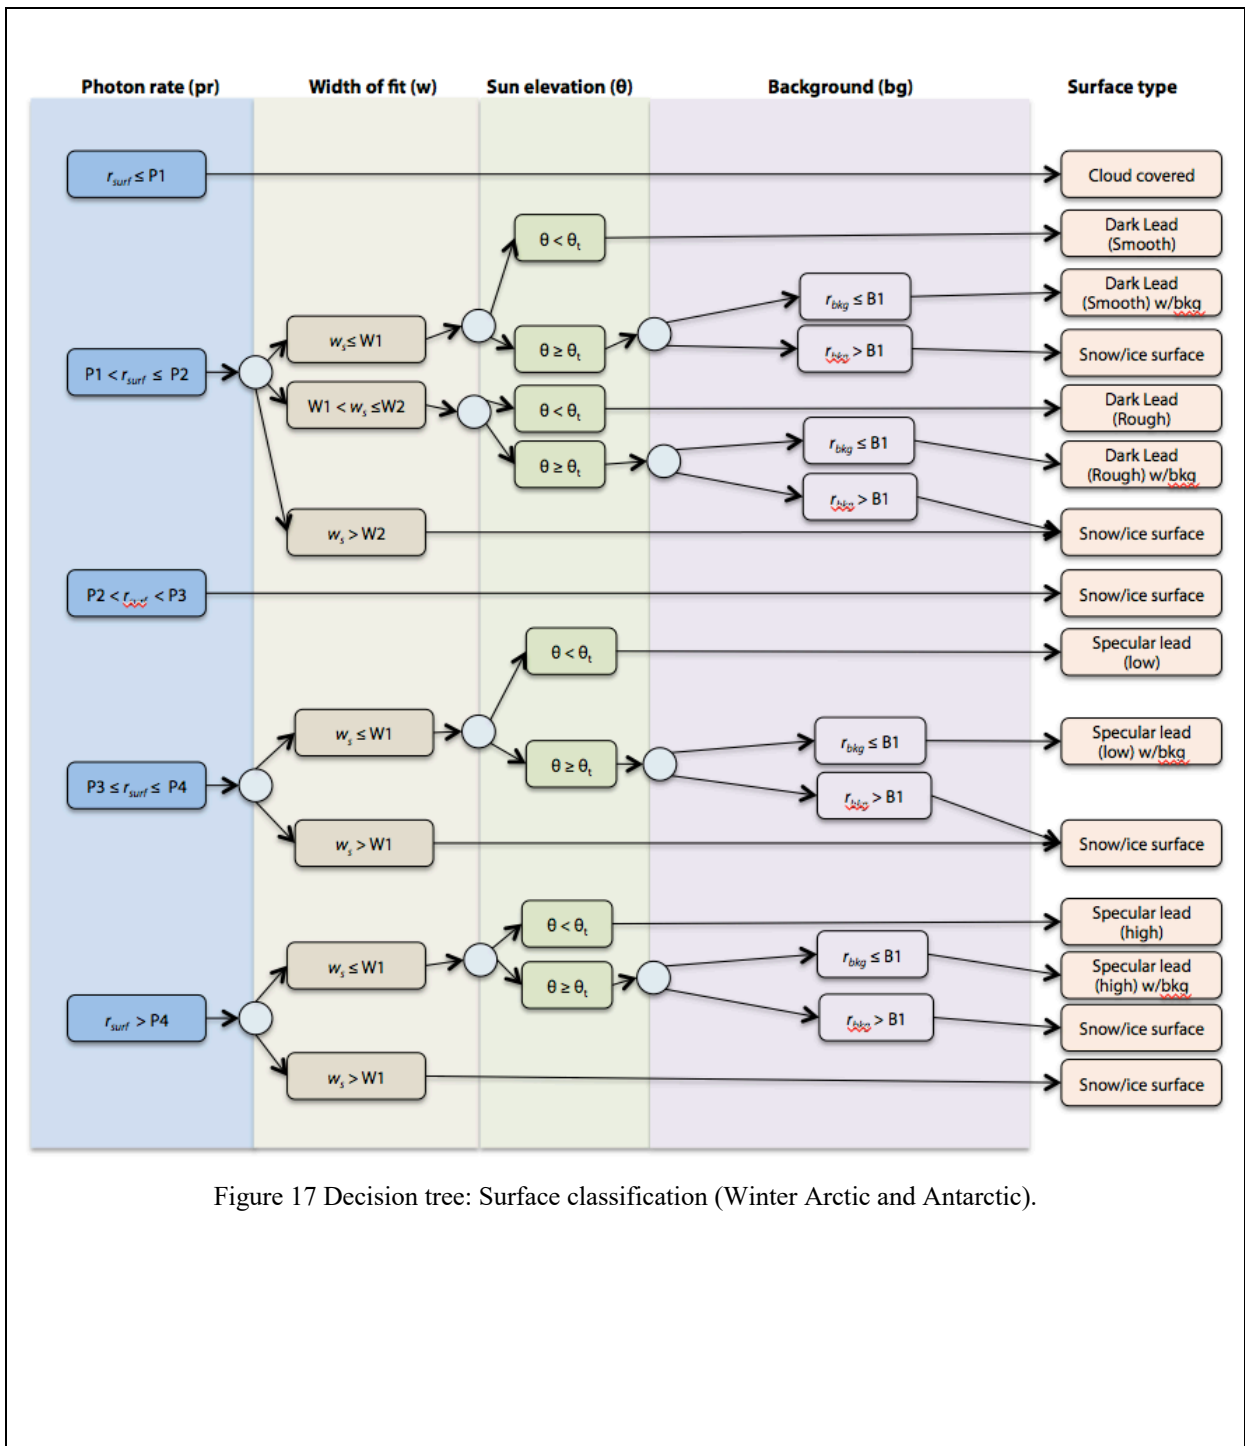 Photon rate (pr) Width of fit (w) Sun elevation (θ) Background (bg) Surface type
r_surf ≤ P1
Cloud covered
θ < θ_t
Dark Lead
(Smooth)
w_s ≤ W1
θ ≥ θ_t
r_bkg ≤ B1
Dark Lead
(Smooth) w/bkg
r_bkg > B1
Snow/ice surface
P1 < r_surf ≤ P2
W1 < w_s ≤W2
θ < θ_t
Dark Lead
(Rough)
θ ≥ θ_t
r_bkg ≤ B1
Dark Lead
(Rough) w/bkg
r_bkg > B1
w_s > W2
Snow/ice surface
P2 < r_surf < P3
Snow/ice surface
θ < θ_t
Specular lead
(low)
w_s ≤ W1
θ ≥ θ_t
r_bkg ≤ B1
Specular lead
(low) w/bkg
P3 ≤ r_surf ≤ P4
r_bkg > B1
w_s > W1
Snow/ice surface
θ < θ_t
Specular lead
(high)
w_s ≤ W1
θ ≥ θ_t
r_bkg ≤ B1
Specular lead
(high) w/bkg
r_surf > P4
r_bkg > B1
Snow/ice surface
w_s > W1
Snow/ice surface
Figure 17 Decision tree: Surface classification (Winter Arctic and Antarctic).